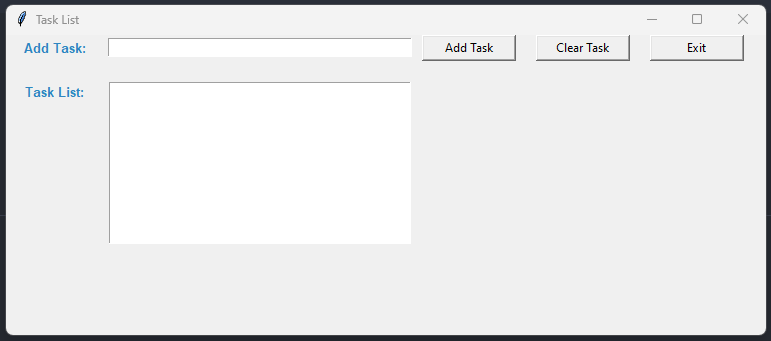 Task List
Add Task:
Add Task
Clear Task
Exit
Task List: